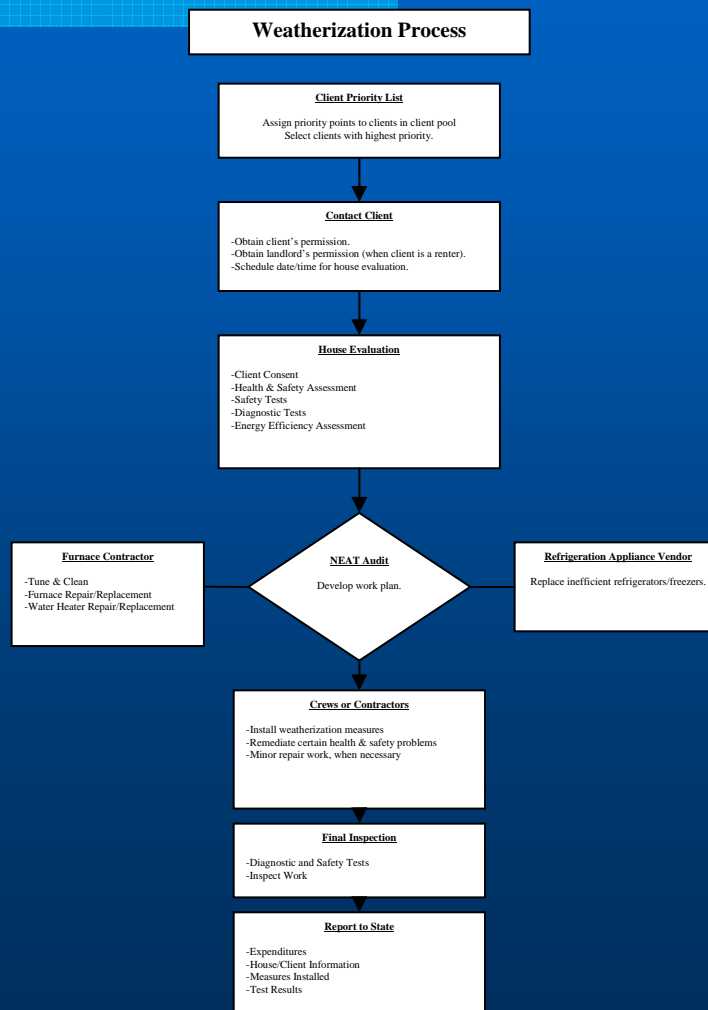 Weatherization Process
Client Priority List
Assign priority points to clients in client pool
Select clients with highest priority.
Contact Client
-Obtain client's permission.
-Obtain landlord's permission (when client is a renter).
-Schedule date/time for house evaluation.
House Evaluation
-Client Consent
-Health & Safety Assessment
-Safety Tests
-Diagnostic Tests
-Energy Efficiency Assessment
Furnace Contractor
-Tune & Clean
-Furnace Repair/Replacement
-Water Heater Repair/Replacement
NEAT Audit
Develop work plan.
Refrigeration Appliance Vendor
Replace inefficient refrigerators/freezers.
Crews or Contractors
-Install weatherization measures
-Remediate certain health & safety problems
-Minor repair work, when necessary
Final Inspection
-Diagnostic and Safety Tests
-Inspect Work
Report to State
-Expenditures
-House/Client Information
-Measures Installed
-Test Results